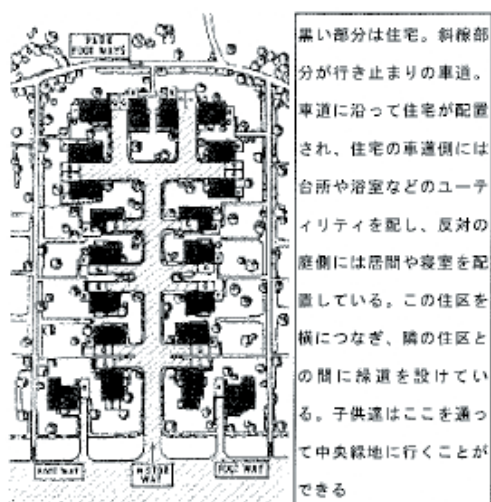 PARK
FOOT WAYS
FOOT WAY
MOTOR
WAY
FOOT WAY
黒い部分は住宅。斜線部
分が行き止まりの車道。
車道に沿って住宅が配置
され、住宅の車道側には
台所や浴室などのユーテ
ィリティを配し、反対の
庭側には居間や寝室を配
置している。この住区を
横につなぎ、隣の住区と
の間に緑道を設けてい
る。子供達はここを通っ
て中央緑地に行くことが
できる